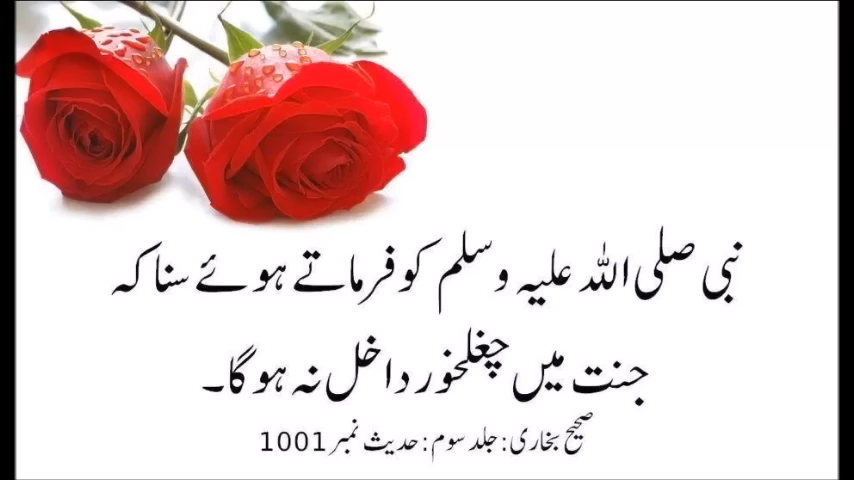 نبی صلی اللہ علیہ وسلم کو فرماتے ہوئے سنا کہ
جنت میں چغلخور داخل نہ ہوگا۔
صحیح بخاری: جلد سوم: حدیث نمبر 1001